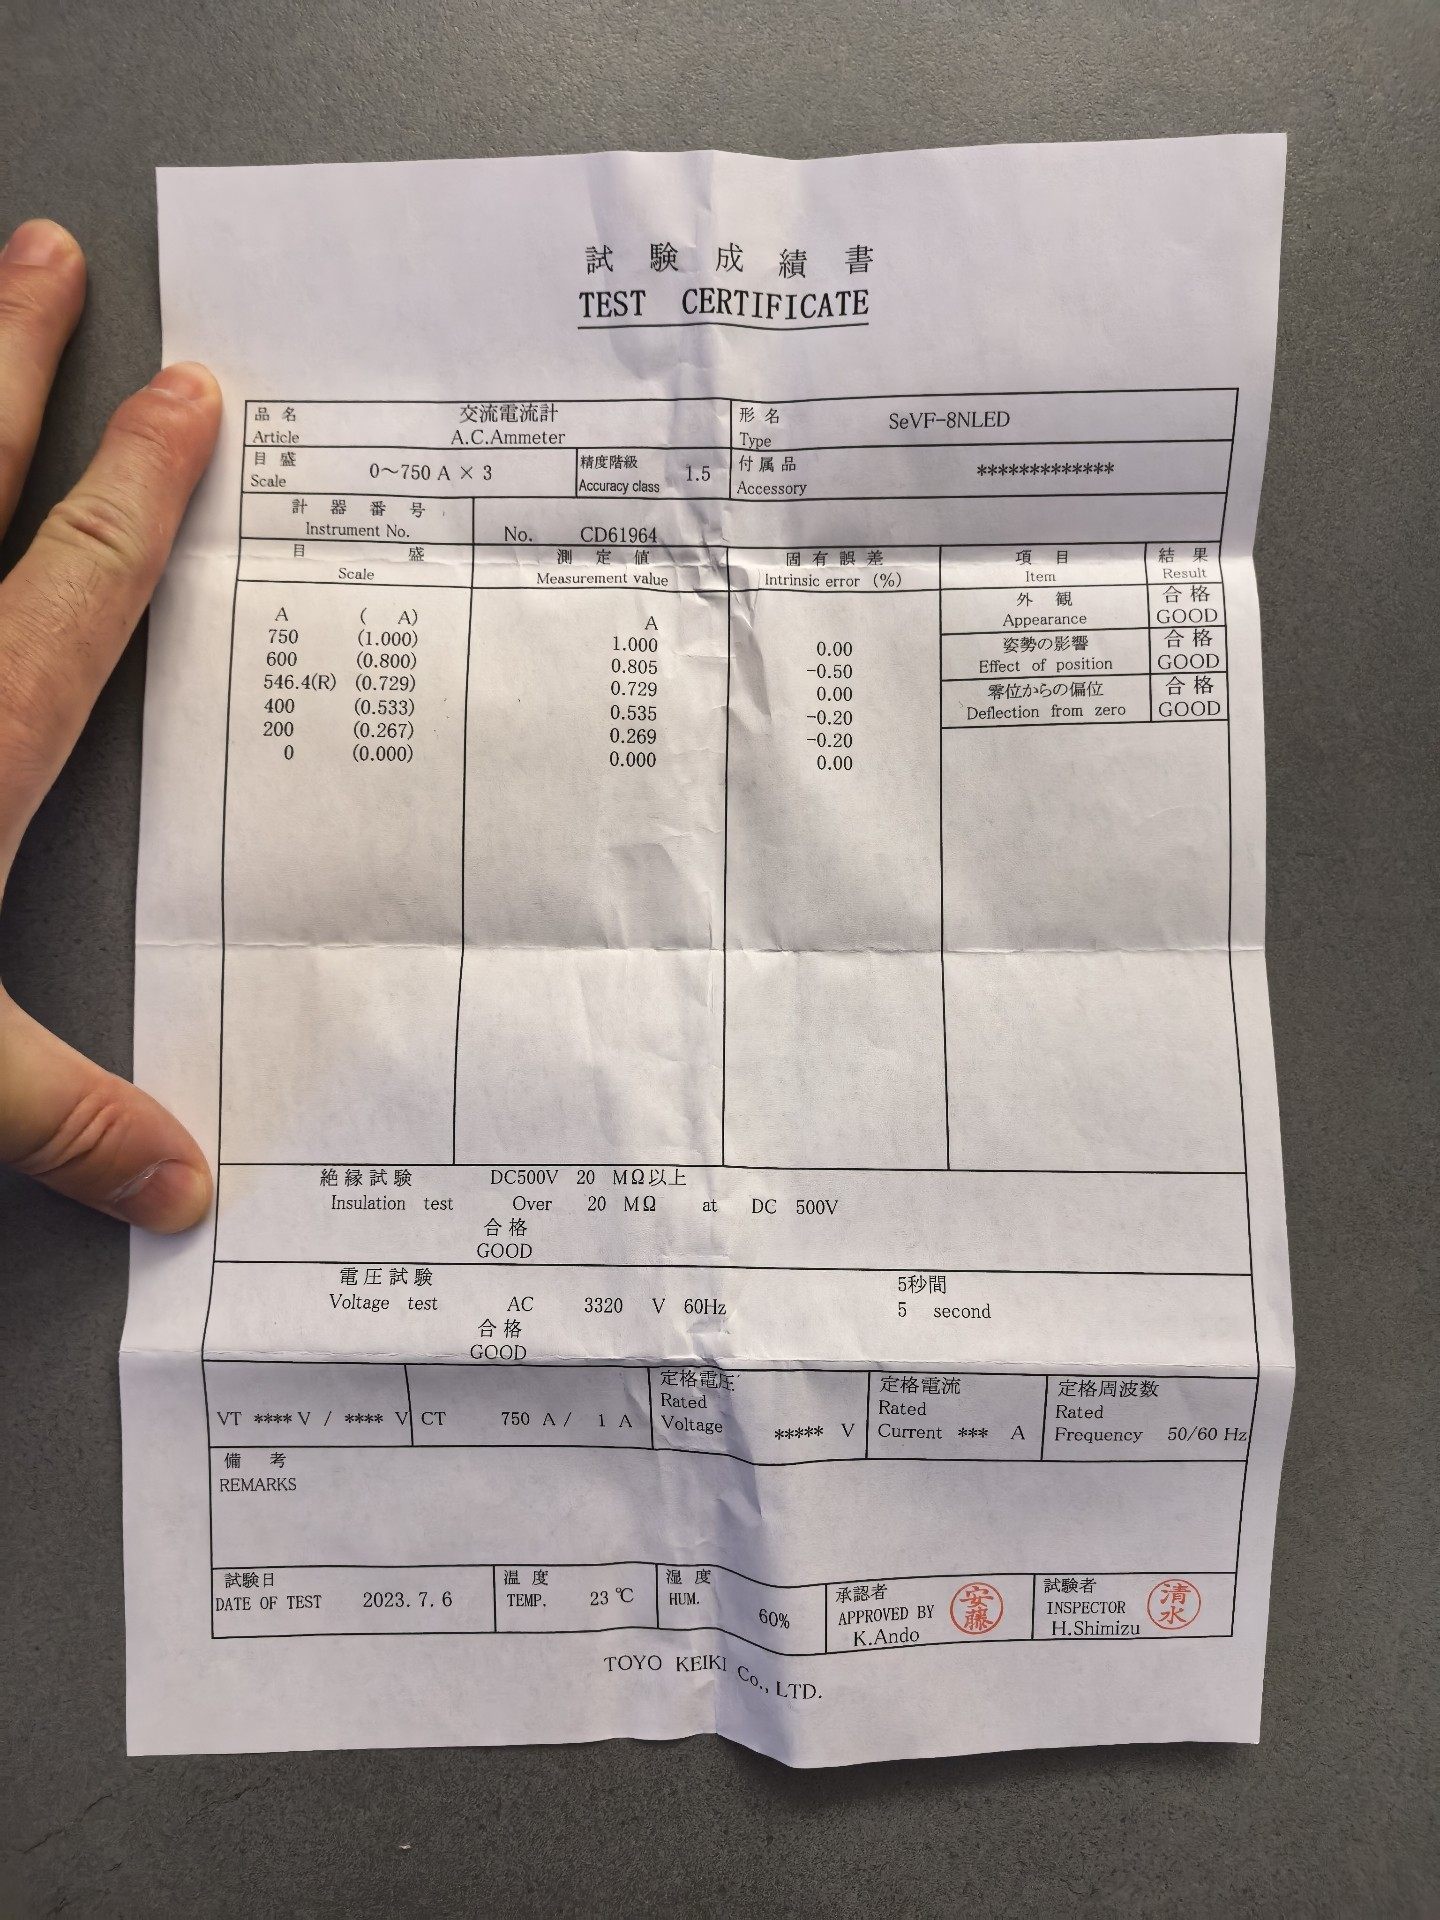 試験成績書
TEST CERTIFICATE
品名 交流電流計 形名 SeVF-8NLED
Article A.C.Ammeter Type
目盛 0～750 A × 3 精度階級 1.5 付属品 *************
Scale Accuracy class Accessory
計器番号
Instrument No. No. CD61964
目盛 測定値 固有誤差 項目 結果
Scale Measurement value Intrinsic error (%) Item Result
A ( A) A
750 (1.000) 1.000 0.00
600 (0.800) 0.805 -0.50
546.4(R) (0.729) 0.729 0.00
400 (0.533) 0.535 -0.20
200 (0.267) 0.269 -0.20
0 (0.000) 0.000 0.00
外観 合格
Appearance GOOD
姿勢の影響 合格
Effect of position GOOD
零位からの偏位 合格
Deflection from zero GOOD
絶縁試験 DC500V 20 MΩ以上
Insulation test Over 20 MΩ at DC 500V
合格
GOOD
電圧試験 5秒間
Voltage test AC 3320 V 60Hz 5 second
合格
GOOD
VT ****V / **** V CT 750 A / 1 A
定格電圧
Rated
Voltage ***** V
定格電流
Rated
Current *** A
定格周波数
Rated
Frequency 50/60 Hz
備考
REMARKS
試験日
DATE OF TEST 2023.7.6
温度
TEMP. 23 ℃
湿度
HUM. 60%
承認者
APPROVED BY
K.Ando
安藤
試験者
INSPECTOR
H.Shimizu
清水
TOYO KEIKI Co., LTD.